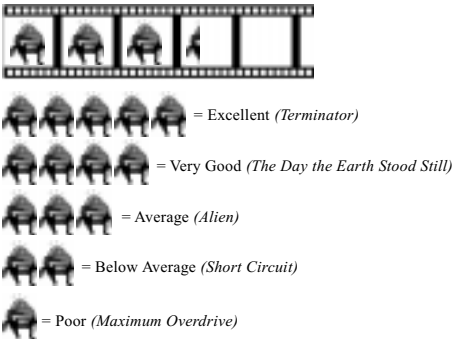 = Excellent (Terminator)
= Very Good (The Day the Earth Stood Still)
= Average (Alien)
= Below Average (Short Circuit)
= Poor (Maximum Overdrive)